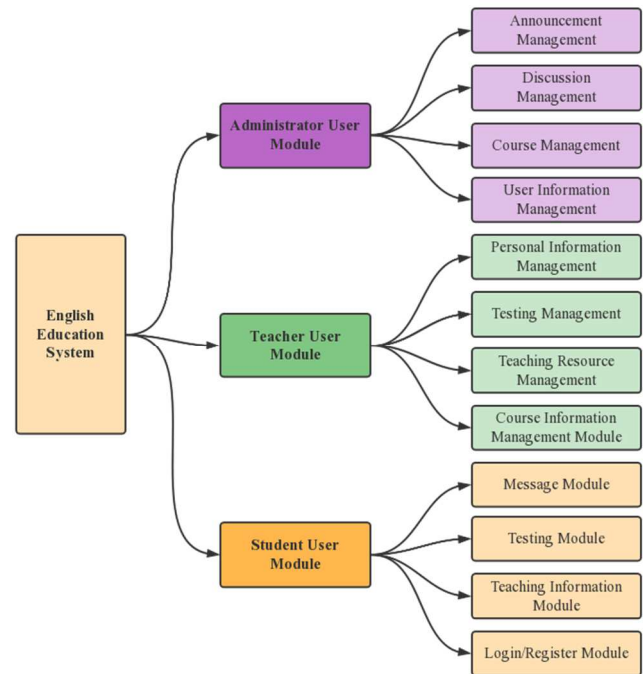 English
Education
System
Administrator User
Module
Announcement
Management
Discussion
Management
Course Management
User Information
Management
Teacher User
Module
Personal Information
Management
Testing Management
Teaching Resource
Management
Course Information
Management Module
Student User
Module
Message Module
Testing Module
Teaching Information
Module
Login/Register Module